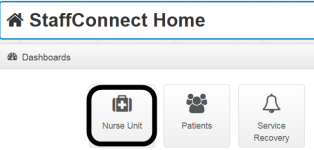 StaffConnect Home
Dashboards
Nurse Unit
Patients
Service
Recovery